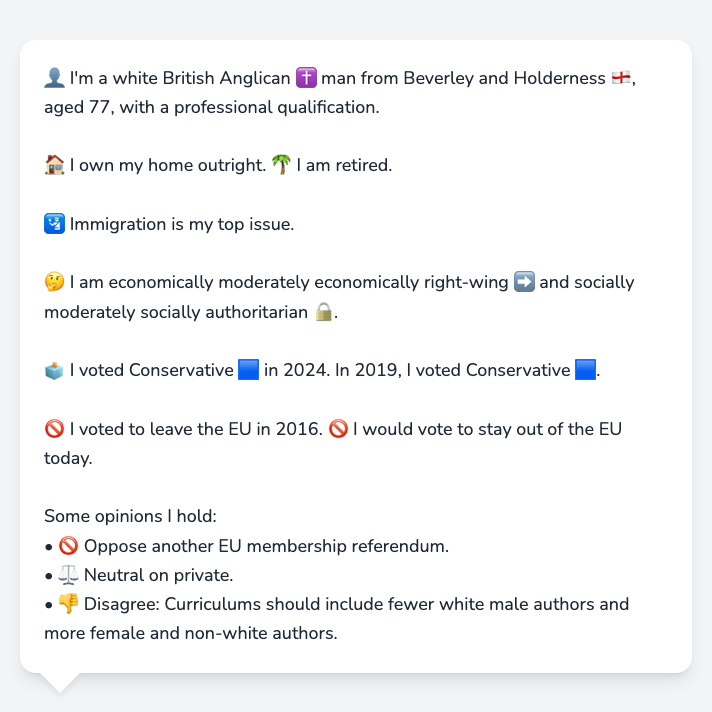 👤 I'm a white British Anglican ✝️ man from Beverley and Holderness 🏴󠁧󠁢󠁥󠁮󠁧󠁿,
aged 77, with a professional qualification.
🏠 I own my home outright. 🌴 I am retired.
🛂 Immigration is my top issue.
🤔 I am economically moderately economically right-wing ➡️ and socially
moderately socially authoritarian 🔒.
🗳️ I voted Conservative 🟦 in 2024. In 2019, I voted Conservative 🟦.
🚫 I voted to leave the EU in 2016. 🚫 I would vote to stay out of the EU
today.
Some opinions I hold:
• 🚫 Oppose another EU membership referendum.
• ⚖️ Neutral on private.
• 👎 Disagree: Curriculums should include fewer white male authors and
more female and non-white authors.